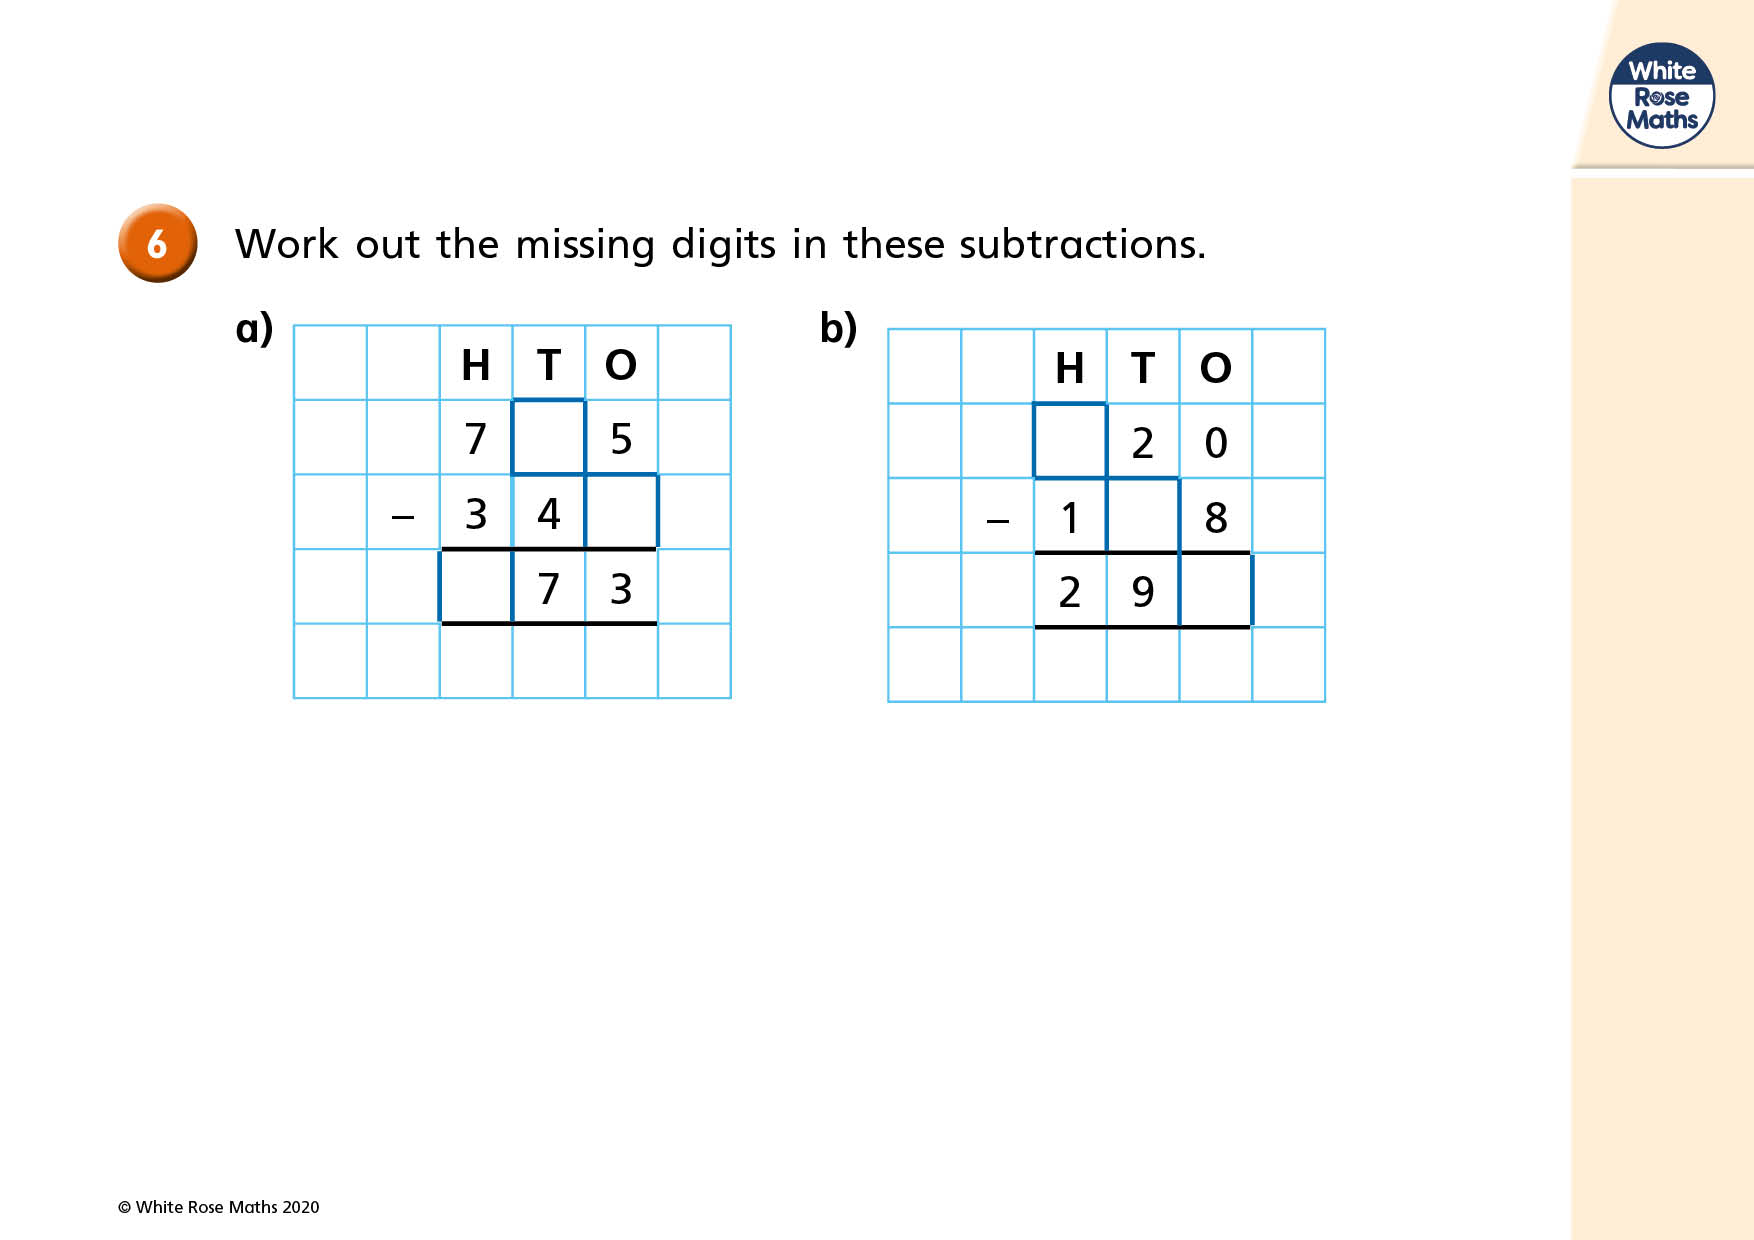 White
Rose
Maths
6 Work out the missing digits in these subtractions.
a)
H T O
7 5
– 3 4
7 3
b)
H T O
2 0
– 1 8
2 9
© White Rose Maths 2020